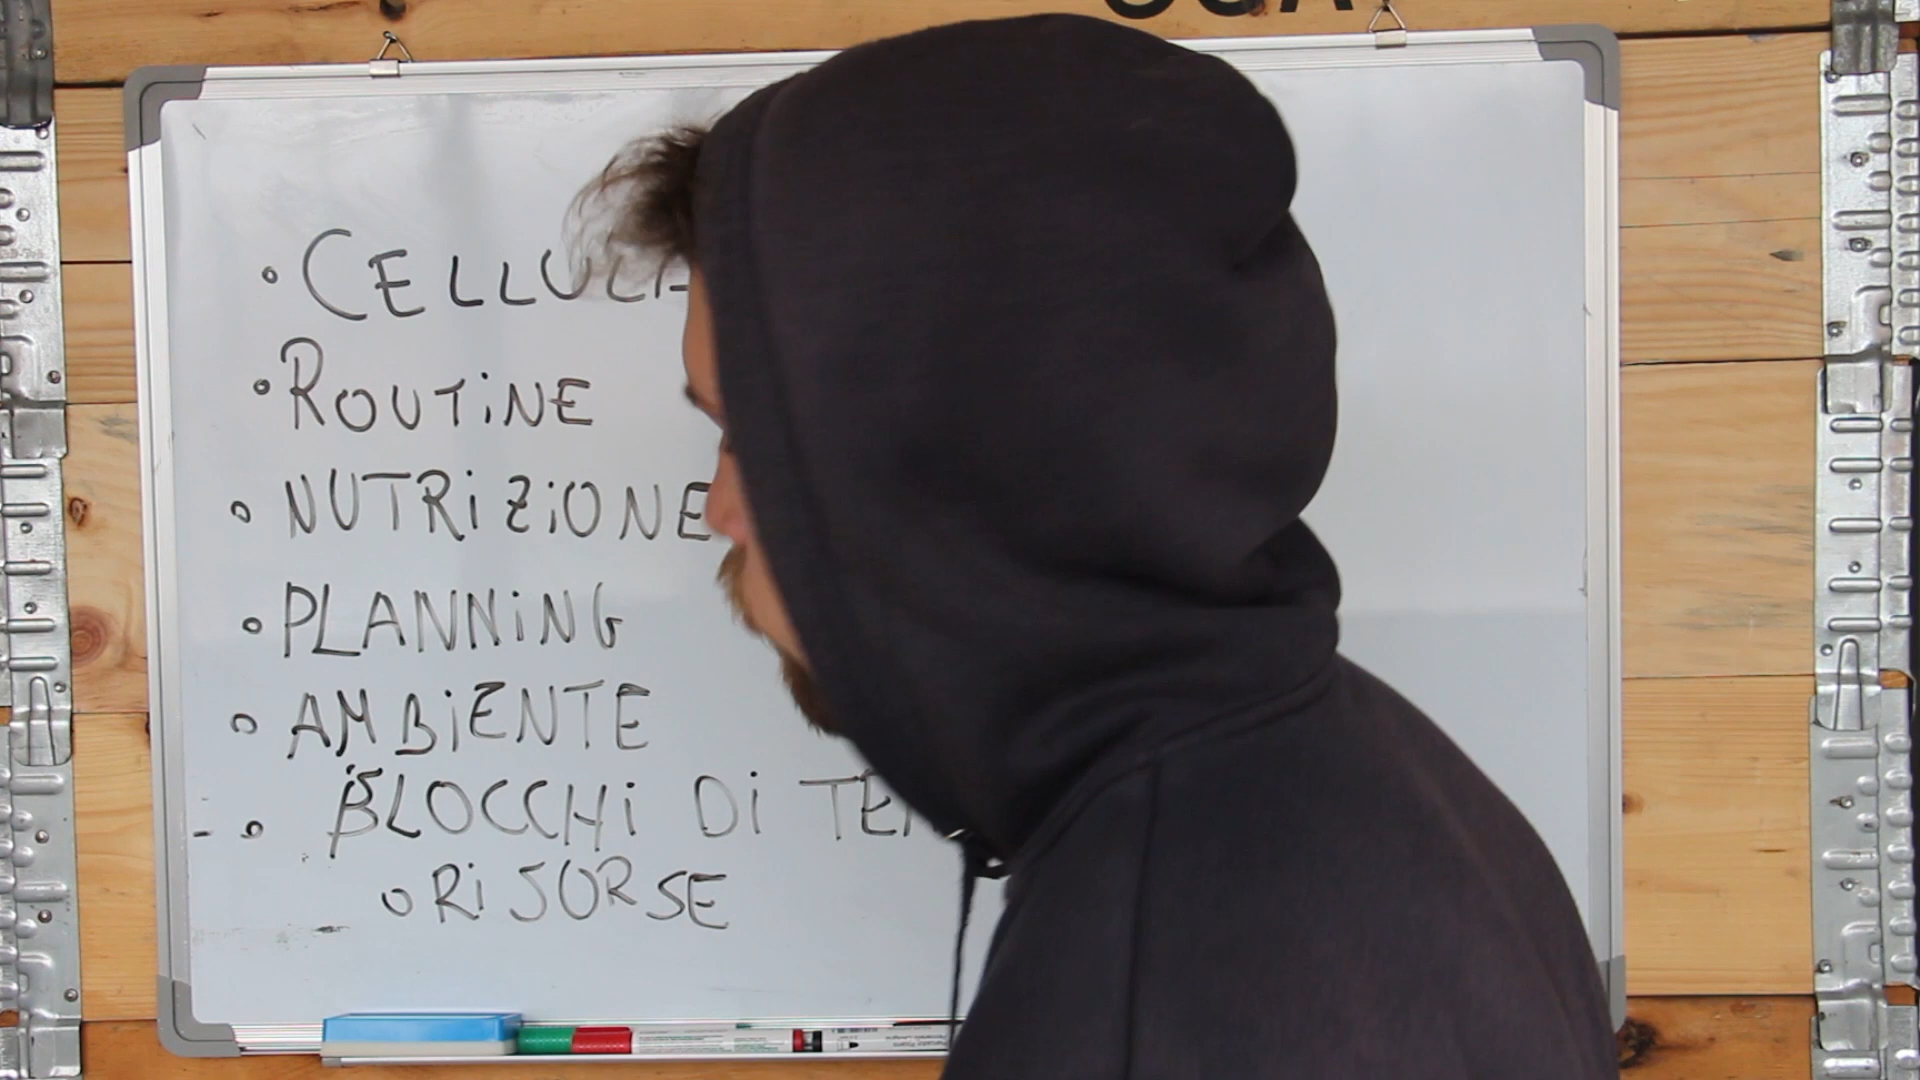 • CELLUL
• ROUTiNE
• NUTRiZiONE
• PLANNiNG
• AMBiENTE
- • BLOCCHi Di TE
• RiSORSE